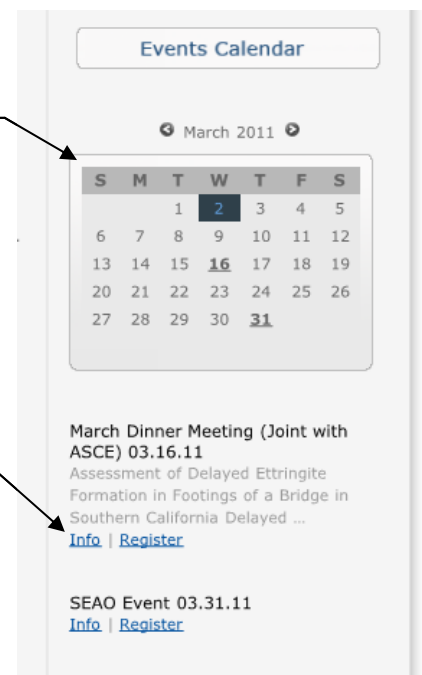 Events Calendar
March 2011
S M T W T F S
1 2 3 4 5
6 7 8 9 10 11 12
13 14 15 16 17 18 19
20 21 22 23 24 25 26
27 28 29 30 31
March Dinner Meeting (Joint with
ASCE) 03.16.11
Assessment of Delayed Ettringite
Formation in Footings of a Bridge in
Southern California Delayed ...
Info | Register
SEAO Event 03.31.11
Info | Register